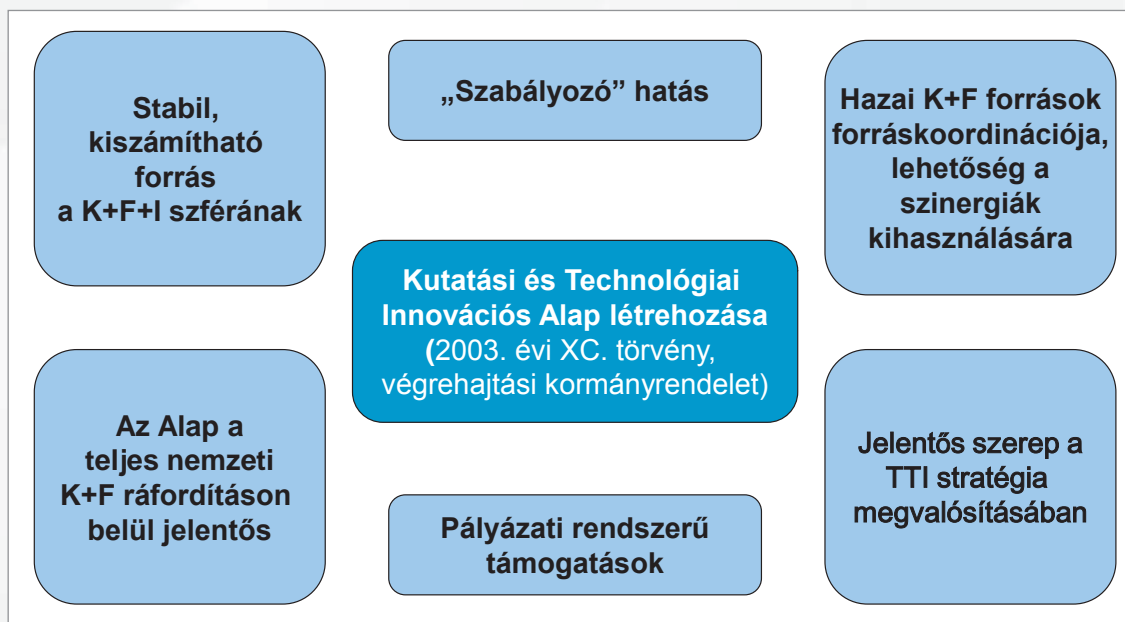 Stabil,
kiszámítható
forrás
a K+F+I szférának
„Szabályozó” hatás
Hazai K+F források
forráskoordinációja,
lehetőség a
szinergiák
kihasználására
Kutatási és Technológiai
Innovációs Alap létrehozása
(2003. évi XC. törvény,
végrehajtási kormányrendelet)
Az Alap a
teljes nemzeti
K+F ráfordításon
belül jelentős
Pályázati rendszerű
támogatások
Jelentős szerep a
TTI stratégia
megvalósításában